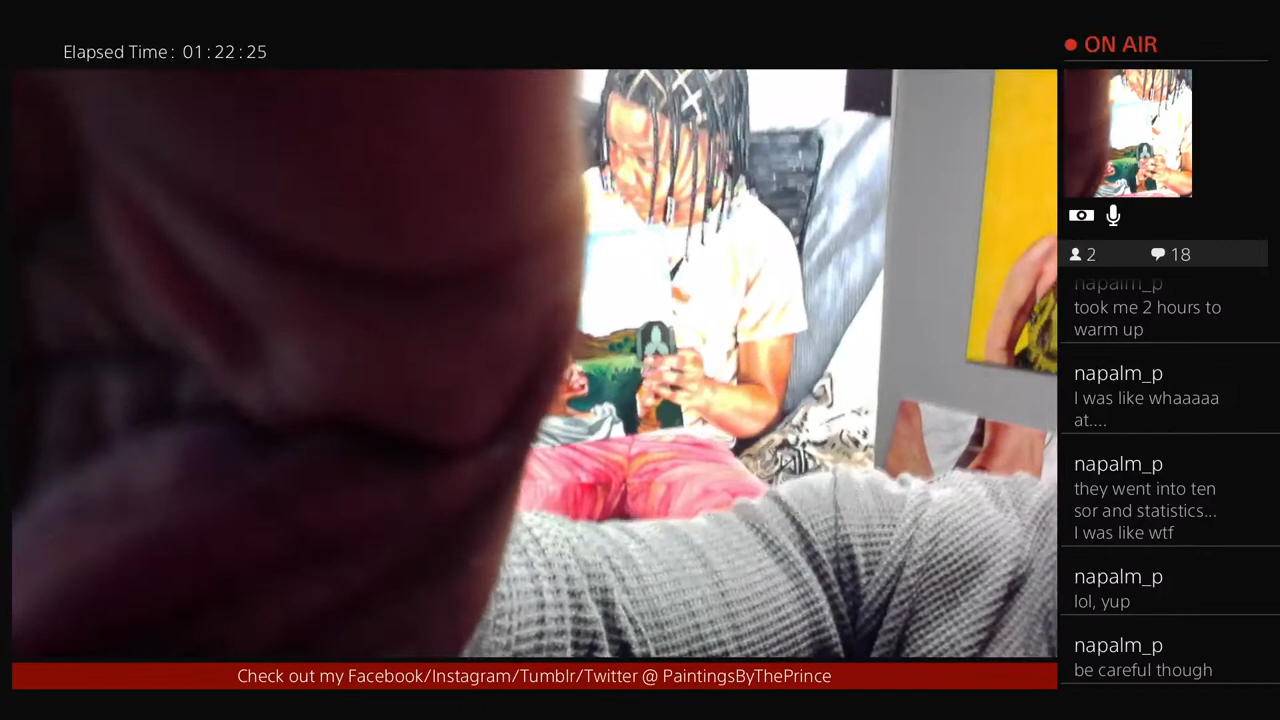 Elapsed Time: 01:22:25
ON AIR
2
18
napalm_p
took me 2 hours to
warm up
napalm_p
I was like whaaaaa
at....
napalm_p
they went into ten
sor and statistics...
I was like wtf
napalm_p
lol, yup
napalm_p
be careful though
Check out my Facebook/Instagram/Tumblr/Twitter @ PaintingsByThePrince